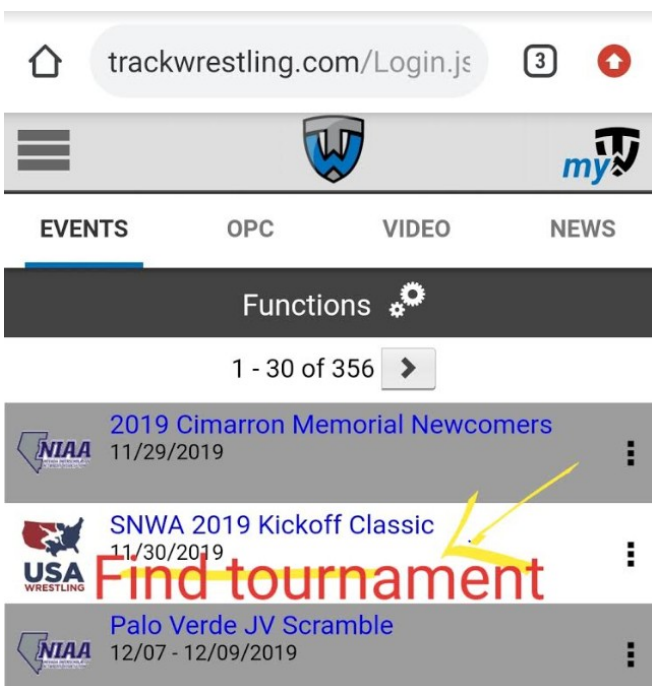 trackwrestling.com/Login.js
3
W
myW
EVENTS OPC VIDEO NEWS
Functions
1 - 30 of 356
NIAA
2019 Cimarron Memorial Newcomers
11/29/2019
USA
WRESTLING
SNWA 2019 Kickoff Classic
11/30/2019
Find tournament
NIAA
Palo Verde JV Scramble
12/07 - 12/09/2019